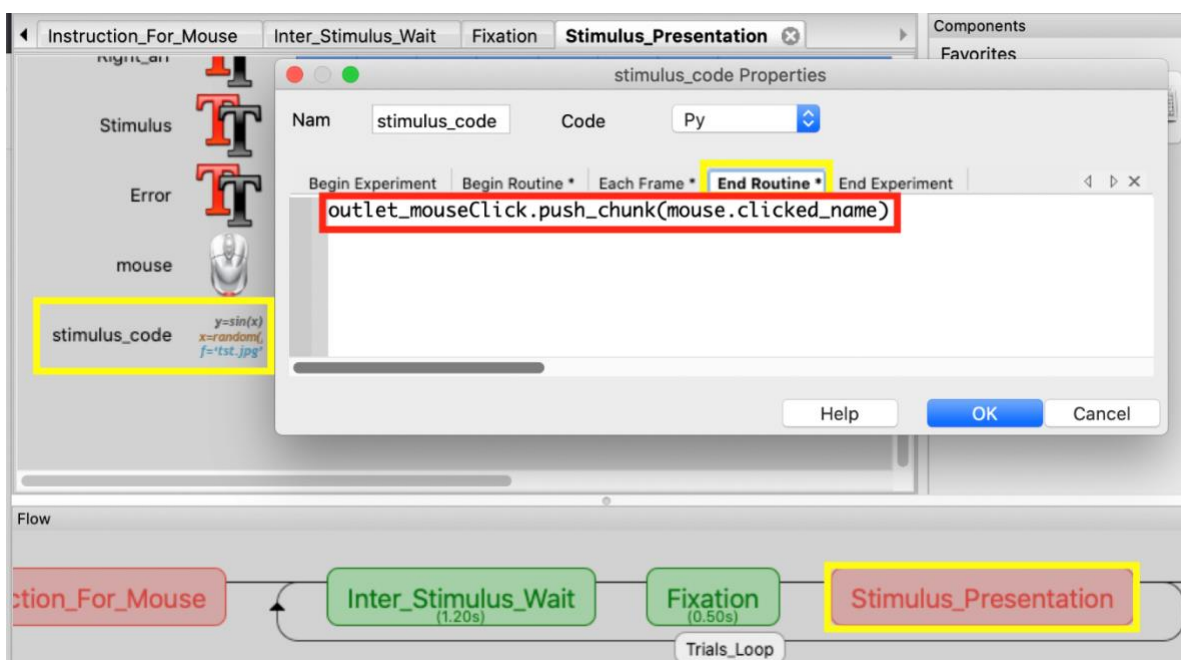 Instruction_For_Mouse Inter_Stimulus_Wait Fixation Stimulus_Presentation
Components
Favorites
stimulus_code Properties
Stimulus
Error
mouse
stimulus_code
y=sin(x)
x=random(,
f='tst.jpg'
Nam stimulus_code Code Py
Begin Experiment Begin Routine * Each Frame * End Routine * End Experiment
outlet_mouseClick.push_chunk(mouse.clicked_name)
Help OK Cancel
Flow
ction_For_Mouse
Inter_Stimulus_Wait
(1.20s)
Fixation
(0.50s)
Stimulus_Presentation
Trials_Loop